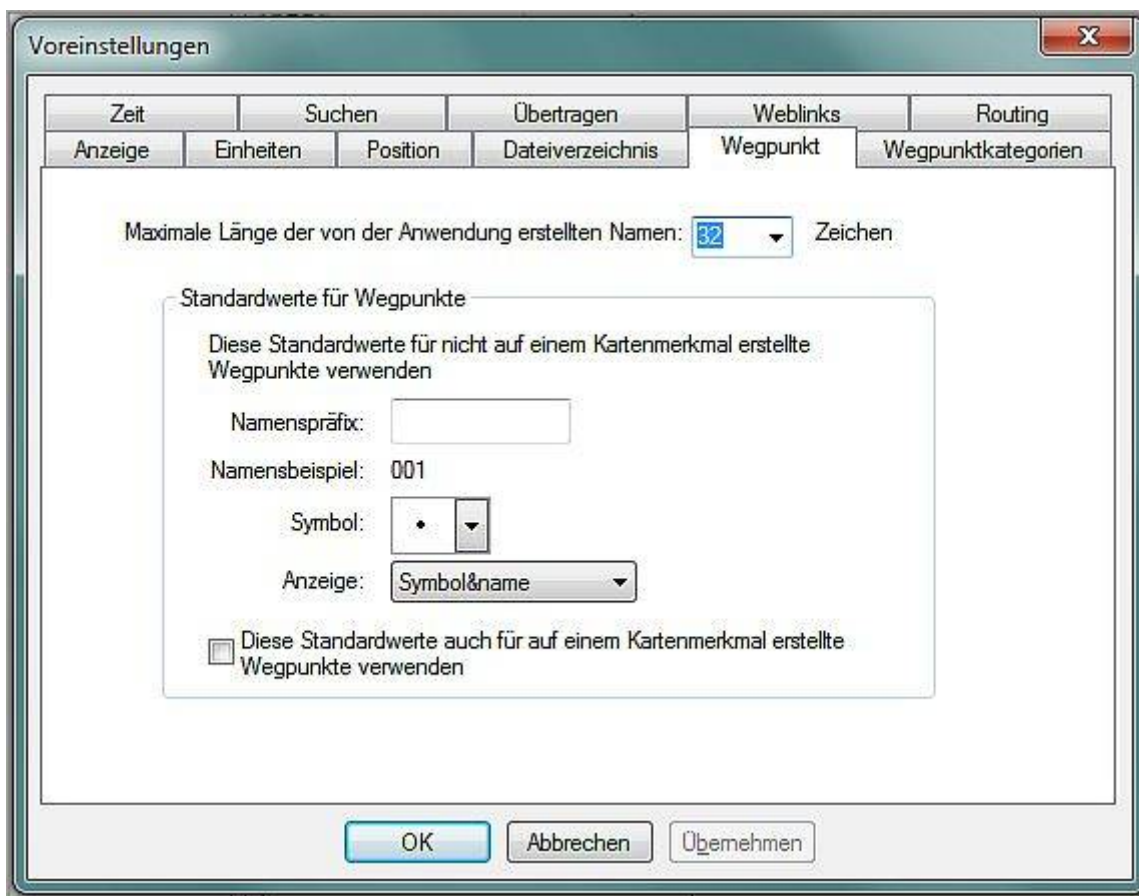 Voreinstellungen
Zeit Suchen Übertragen Weblinks Routing
Anzeige Einheiten Position Dateiverzeichnis Wegpunkt Wegpunktkategorien
Maximale Länge der von der Anwendung erstellten Namen: 32 Zeichen
Standardwerte für Wegpunkte
Diese Standardwerte für nicht auf einem Kartenmerkmal erstellte
Wegpunkte verwenden
Namenspräfix:
Namensbeispiel: 001
Symbol:
Anzeige: Symbol&name
Diese Standardwerte auch für auf einem Kartenmerkmal erstellte
Wegpunkte verwenden
OK Abbrechen Übernehmen